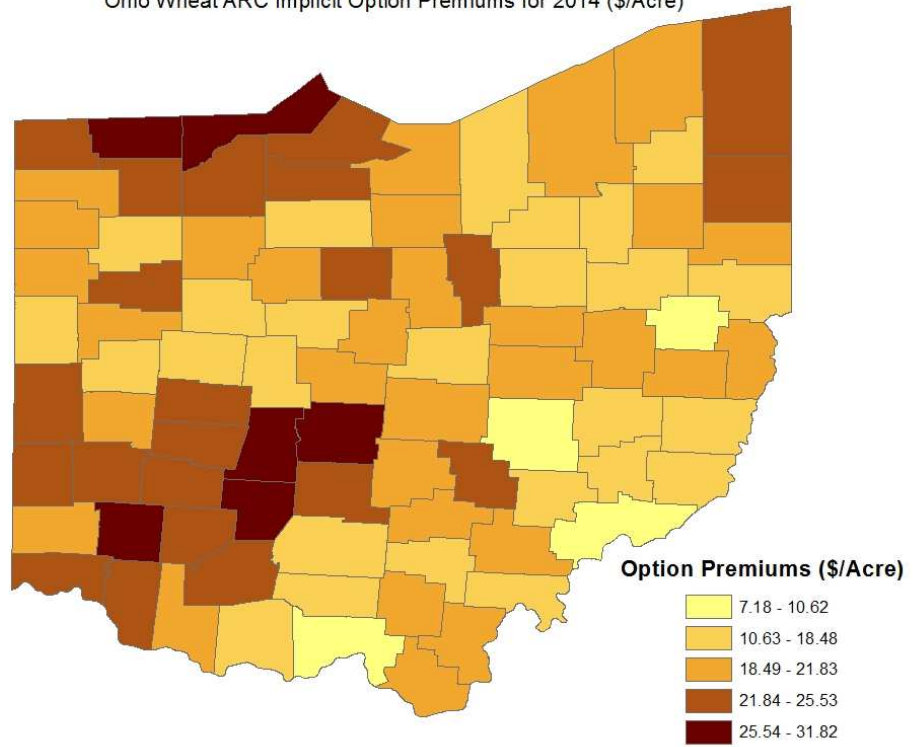 Ohio Wheat ARC Implicit Option Premiums for 2014 ($/Acre)
Option Premiums ($/Acre)
7.18 - 10.62
10.63 - 18.48
18.49 - 21.83
21.84 - 25.53
25.54 - 31.82